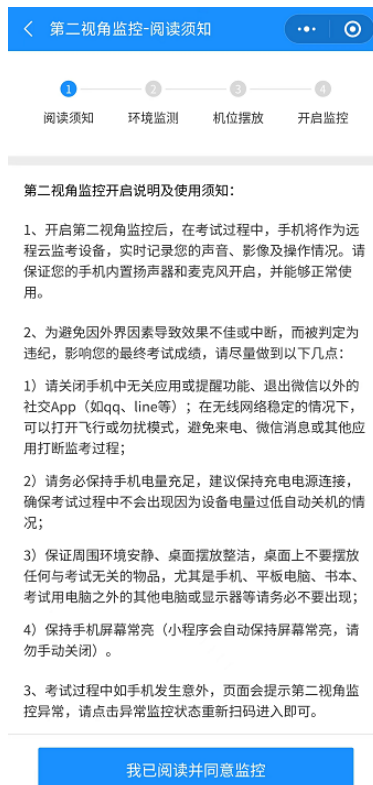 第二视角监控-阅读须知
1
2
3
4
阅读须知
环境监测
机位摆放
开启监控
第二视角监控开启说明及使用须知：
1、开启第二视角监控后，在考试过程中，手机将作为远
程云监考设备，实时记录您的声音、影像及操作情况。请
保证您的手机内置扬声器和麦克风开启，并能够正常使
用。
2、为避免因外界因素导致效果不佳或中断，而被判定为
违纪，影响您的最终考试成绩，请尽量做到以下几点：
1）请关闭手机中无关应用或提醒功能、退出微信以外的
社交App（如qq、line等）；在无线网络稳定的情况下，
可以打开飞行或勿扰模式，避免来电、微信消息或其他应
用打断监考过程；
2）请务必保持手机电量充足，建议保持充电电源连接，
确保考试过程中不会出现因为设备电量过低自动关机的情
况；
3）保证周围环境安静、桌面摆放整洁，桌面上不要摆放
任何与考试无关的物品，尤其是手机、平板电脑、书本、
考试用电脑之外的其他电脑或显示器等请务必不要出现；
4）保持手机屏幕常亮（小程序会自动保持屏幕常亮，请
勿手动关闭）。
3、考试过程中如手机发生意外，页面会提示第二视角监
控异常，请点击异常监控状态重新扫码进入即可。
我已阅读并同意监控